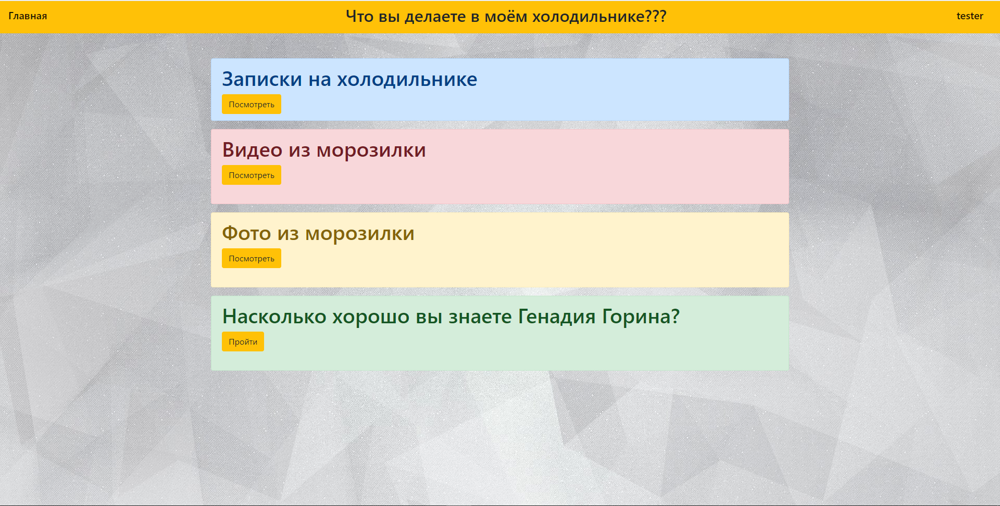 Главная
Что вы делаете в моём холодильнике???
tester
Записки на холодильнике
Посмотреть
Видео из морозилки
Посмотреть
Фото из морозилки
Посмотреть
Насколько хорошо вы знаете Генадия Горина?
Пройти